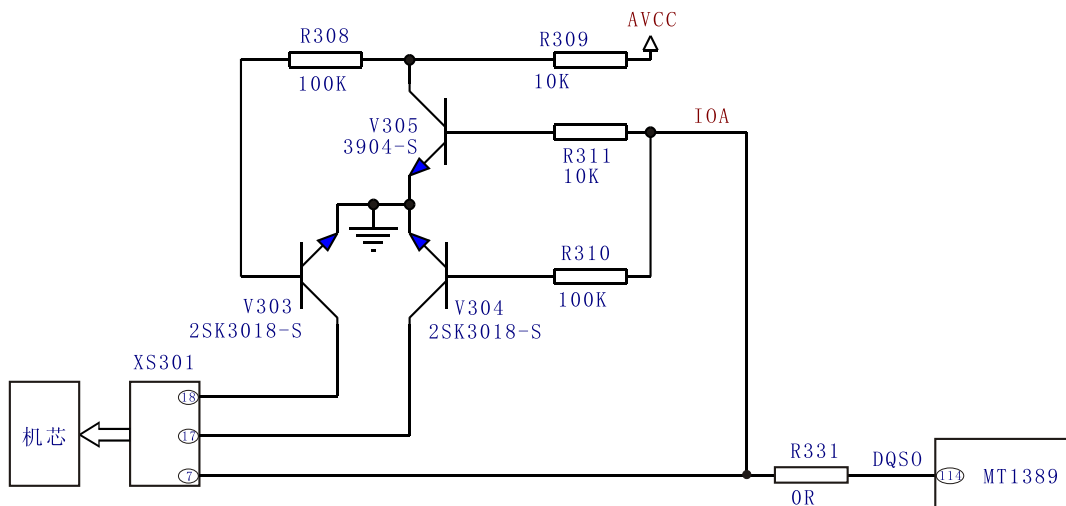 AVCC
R308
R309
100K
10K
IOA
V305
3904-S
R311
10K
R310
100K
V303
2SK3018-S
V304
2SK3018-S
XS301
18
机芯
17
7
R331
0R
DQSO
114
MT1389